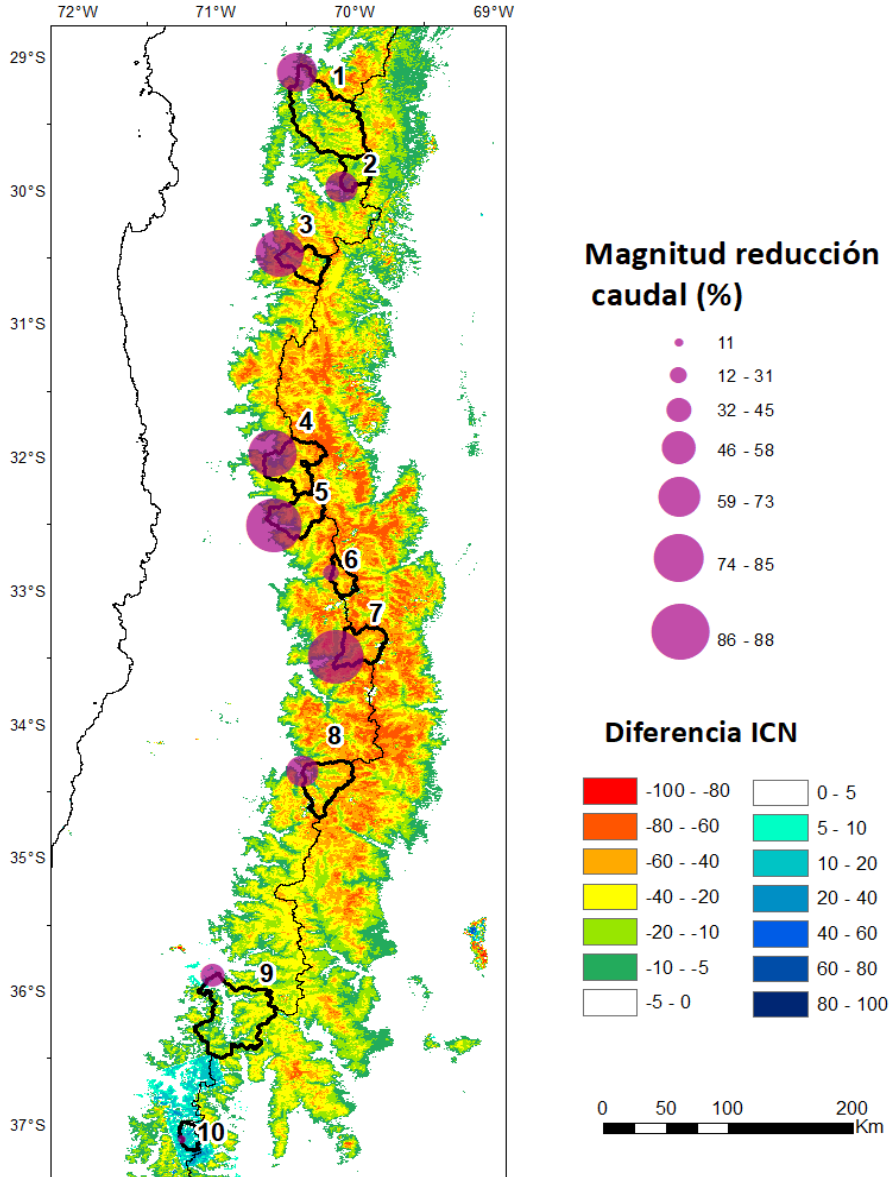 72°W 71°W 70°W 69°W
29°S
30°S
31°S
32°S
33°S
34°S
35°S
36°S
37°S
1
2
3
4
5
6
7
8
9
10
Magnitud reducción
caudal (%)
11
12 - 31
32 - 45
46 - 58
59 - 73
74 - 85
86 - 88
Diferencia ICN
-100 - -80
-80 - -60
-60 - -40
-40 - -20
-20 - -10
-10 - -5
-5 - 0
0 - 5
5 - 10
10 - 20
20 - 40
40 - 60
60 - 80
80 - 100
0 50 100 200
Km